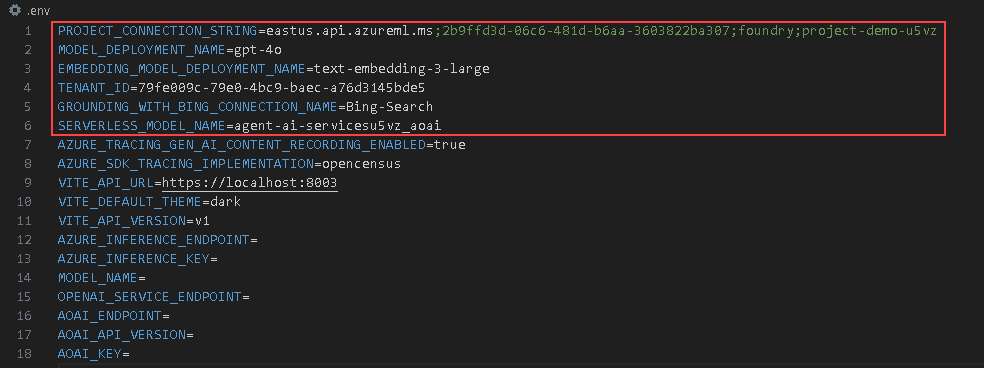 .env
1 PROJECT_CONNECTION_STRING=eastus.api.azureml.ms;2b9ffd3d-06c6-481d-b6aa-3603822ba307;foundry;project-demo-u5vz
2 MODEL_DEPLOYMENT_NAME=gpt-4o
3 EMBEDDING_MODEL_DEPLOYMENT_NAME=text-embedding-3-large
4 TENANT_ID=79fe009c-79e0-4bc9-baec-a76d3145bde5
5 GROUNDING_WITH_BING_CONNECTION_NAME=Bing-Search
6 SERVERLESS_MODEL_NAME=agent-ai-servicesu5vz_aoai
7 AZURE_TRACING_GEN_AI_CONTENT_RECORDING_ENABLED=true
8 AZURE_SDK_TRACING_IMPLEMENTATION=opencensus
9 VITE_API_URL=https://localhost:8003
10 VITE_DEFAULT_THEME=dark
11 VITE_API_VERSION=v1
12 AZURE_INFERENCE_ENDPOINT=
13 AZURE_INFERENCE_KEY=
14 MODEL_NAME=
15 OPENAI_SERVICE_ENDPOINT=
16 AOAI_ENDPOINT=
17 AOAI_API_VERSION=
18 AOAI_KEY=